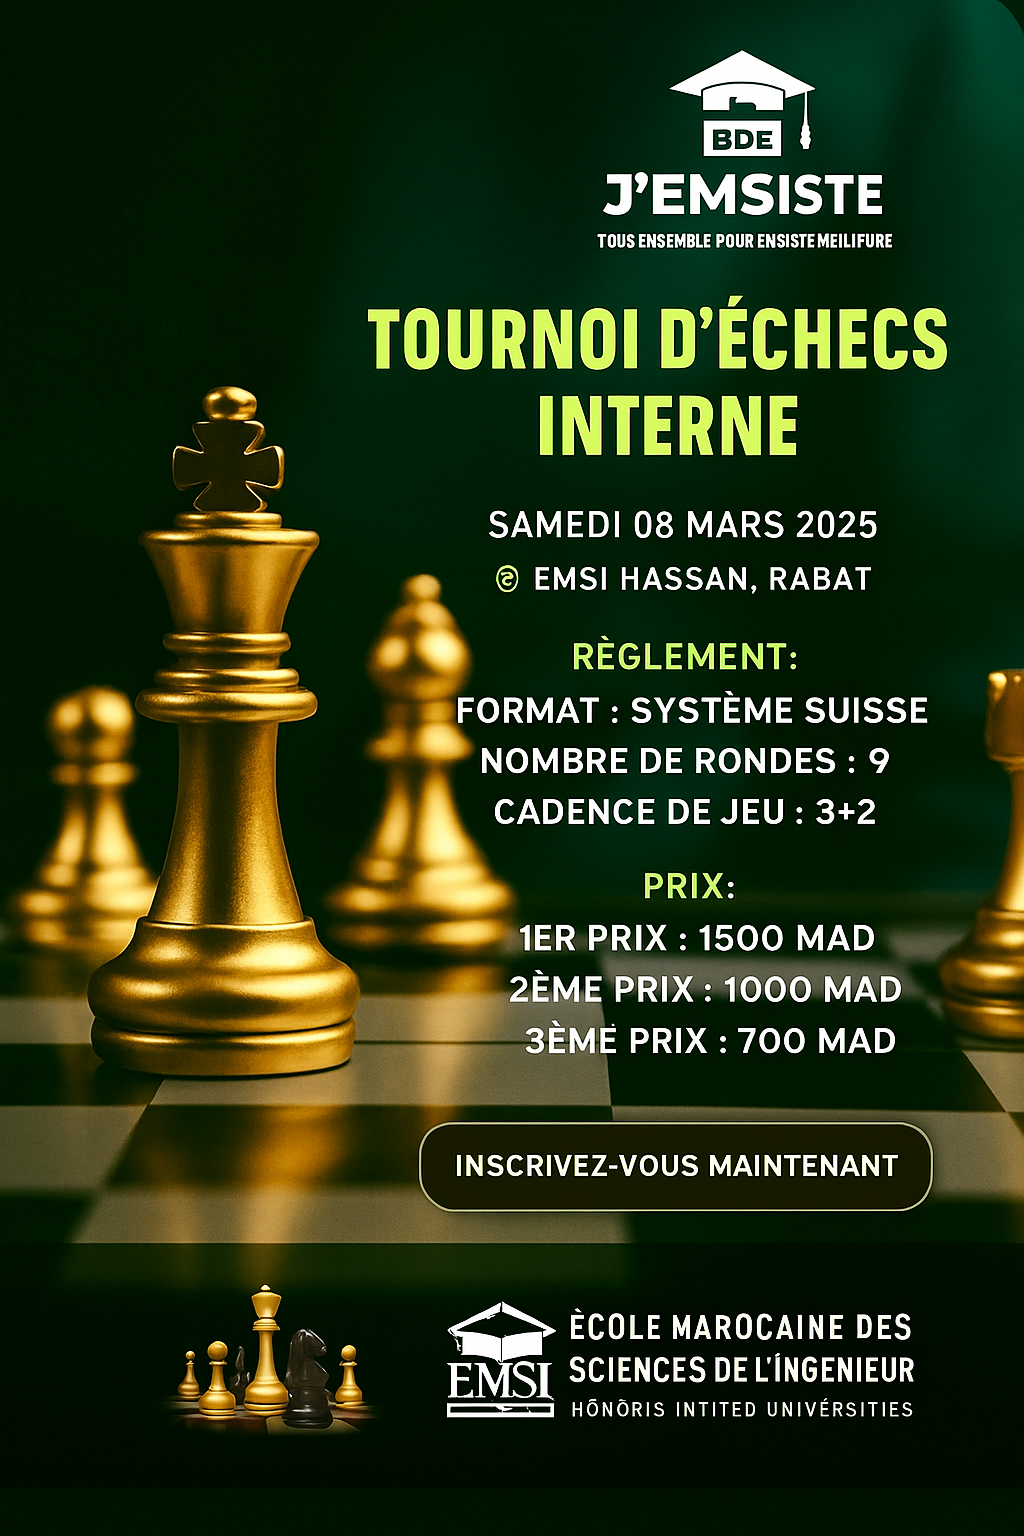 BDE
J'EMSISTE
TOUS ENSEMBLE POUR ENSISTE MEILIFURE
TOURNOI D'ÉCHECS
INTERNE
SAMEDI 08 MARS 2025
EMSI HASSAN, RABAT
RÈGLEMENT:
FORMAT : SYSTÈME SUISSE
NOMBRE DE RONDES : 9
CADENCE DE JEU : 3+2
PRIX:
1ER PRIX : 1500 MAD
2ÈME PRIX : 1000 MAD
3ÈME PRIX : 700 MAD
INSCRIVEZ-VOUS MAINTENANT
EMSI
ÈCOLE MAROCAINE DES
SCIENCES DE L'ÍNGENIEUR
HŌNÒRIS INTITED UNIVÉRSITIES